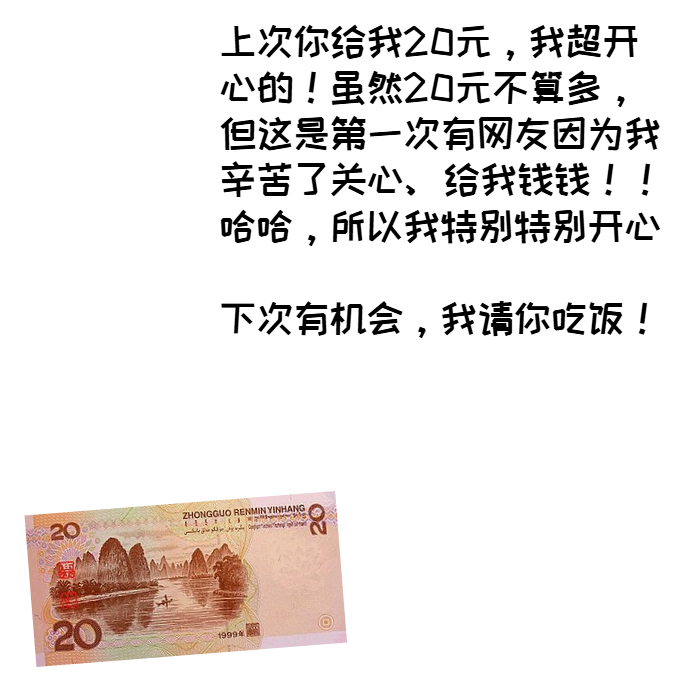 上次你给我20元，我超开
心的！虽然20元不算多，
但这是第一次有网友因为我
辛苦了关心、给我钱钱！！
哈哈，所以我特别特别开心
下次有机会，我请你吃饭！
ZHONGGUO RENMIN YINHANG
20
20
20
1999年